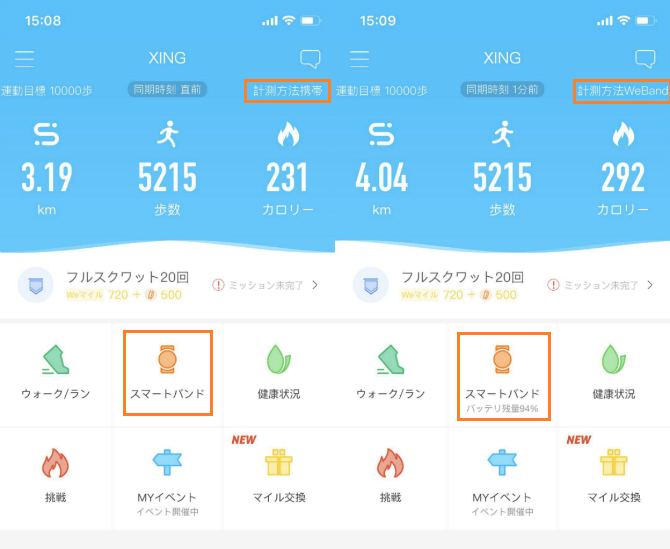 15:08
XING
運動目標 10000歩
同期時刻 直前
計測方法携帯
3.19
5215
231
km
歩数
カロリー
フルスクワット20回
Weマイル 720 + 500
ミッション未完了
ウォーク/ラン
スマートバンド
健康状況
NEW
挑戦
MYイベント
マイル交換
イベント開催中
15:09
XING
運動目標 10000歩
同期時刻 1分前
計測方法WeBand
4.04
5215
292
km
歩数
カロリー
フルスクワット20回
Weマイル 720 + 500
ミッション未完了
ウォーク/ラン
スマートバンド
健康状況
バッテリ残量94%
NEW
挑戦
MYイベント
マイル交換
イベント開催中